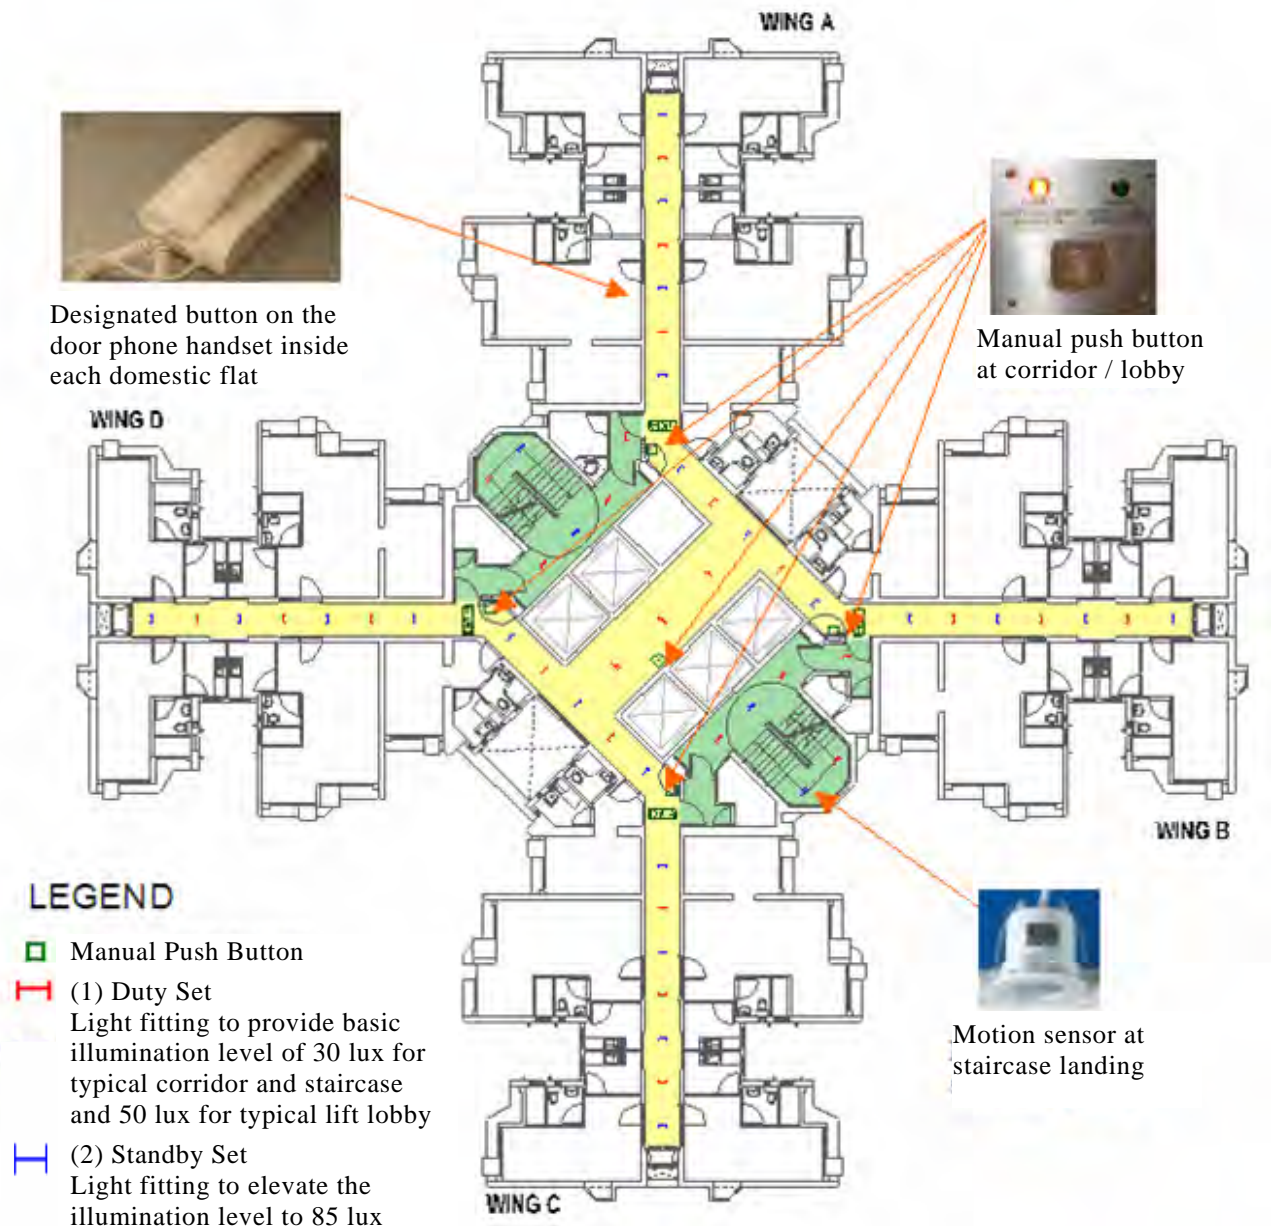 WING A
Designated button on the
door phone handset inside
each domestic flat
Manual push button
at corridor / lobby
WING D
WING B
LEGEND
Manual Push Button
(1) Duty Set
Light fitting to provide basic
illumination level of 30 lux for
typical corridor and staircase
and 50 lux for typical lift lobby
(2) Standby Set
Light fitting to elevate the
illumination level to 85 lux
Motion sensor at
staircase landing
WING C